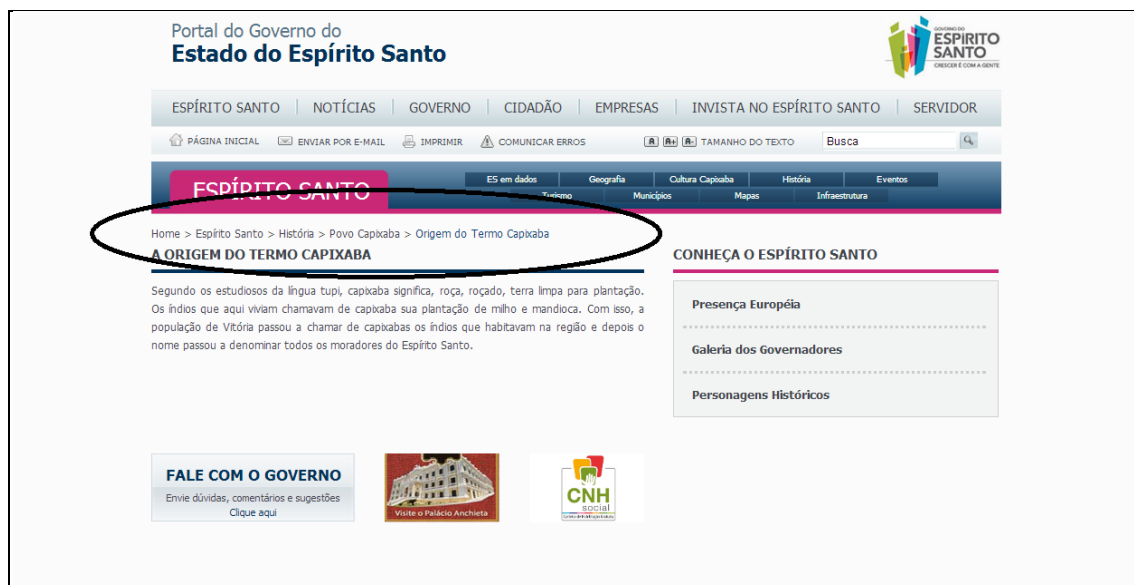 Portal do Governo do
Estado do Espírito Santo
GOVERNO DO
ESPIRITO
SANTO
CRESCER É COM A GENTE
ESPÍRITO SANTO NOTÍCIAS GOVERNO CIDADÃO EMPRESAS INVISTA NO ESPÍRITO SANTO SERVIDOR
PÁGINA INICIAL ENVIAR POR E-MAIL IMPRIMIR COMUNICAR ERROS A A+ A- TAMANHO DO TEXTO Busca
ESPÍRITO SANTO
ES em dados Geografia Cultura Capixaba História Eventos
Turismo Municípios Mapas Infraestrutura
Home > Espírito Santo > História > Povo Capixaba > Origem do Termo Capixaba
A ORIGEM DO TERMO CAPIXABA
Segundo os estudiosos da língua tupi, capixaba significa, roça, roçado, terra limpa para plantação.
Os índios que aqui viviam chamavam de capixaba sua plantação de milho e mandioca. Com isso, a
população de Vitória passou a chamar de capixabas os índios que habitavam na região e depois o
nome passou a denominar todos os moradores do Espírito Santo.
CONHEÇA O ESPÍRITO SANTO
Presença Européia
Galeria dos Governadores
Personagens Históricos
FALE COM O GOVERNO
Envie dúvidas, comentários e sugestões
Clique aqui
Visite o Palácio Anchieta
CNH
social